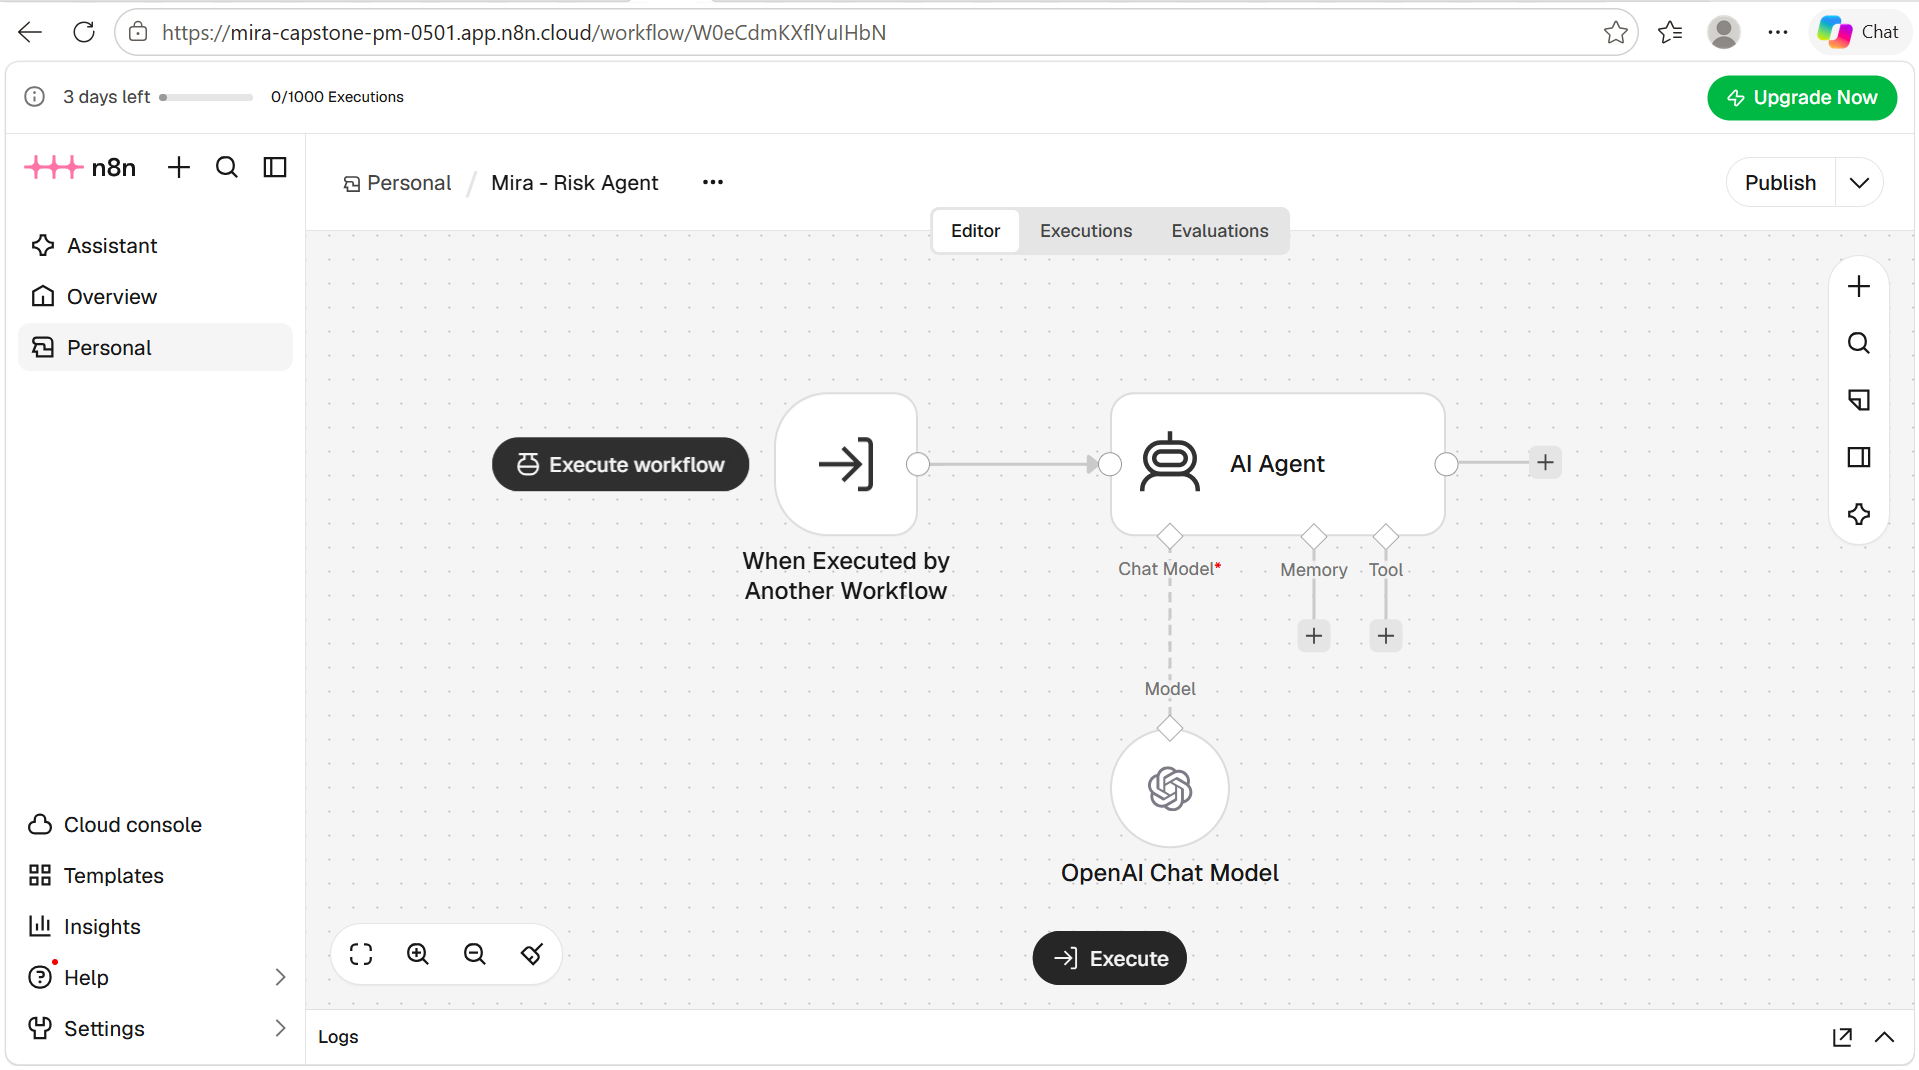 https://mira-capstone-pm-0501.app.n8n.cloud/workflow/W0eCdmKXflYuIHbN
Chat
3 days left
0/1000 Executions
Upgrade Now
n8n
Personal / Mira - Risk Agent
Publish
Editor
Executions
Evaluations
Assistant
Overview
Personal
Execute workflow
AI Agent
When Executed by
Another Workflow
Chat Model*
Memory
Tool
Model
OpenAI Chat Model
Cloud console
Templates
Insights
Help
Settings
Execute
Logs